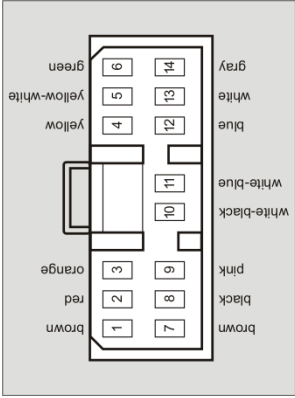 green 6 14 gray
yellow-white 5 13 white
yellow 4 12 blue
11 white-blue
10 white-black
orange 3 9 pink
red 2 8 black
brown 1 7 brown